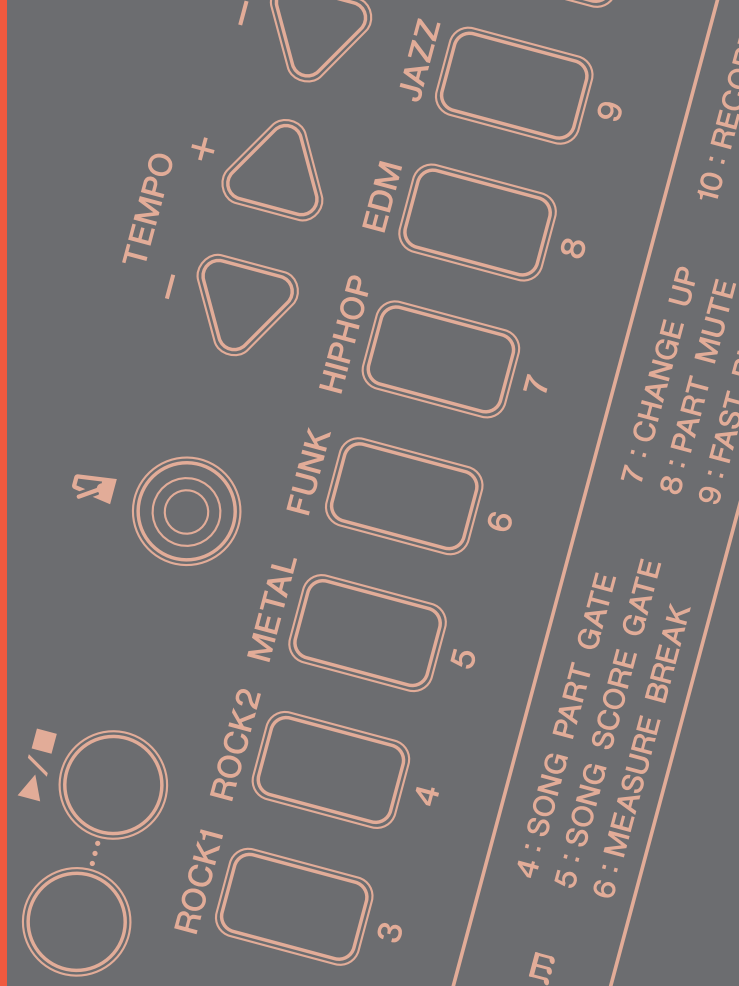 –
TEMPO
+
–
JAZZ
9
EDM
8
HIPHOP
7
FUNK
6
METAL
5
ROCK2
4
ROCK1
3
4 : SONG PART GATE
5 : SONG SCORE GATE
6 : MEASURE BREAK
7 : CHANGE UP
8 : PART MUTE
9 : FAST
10 :